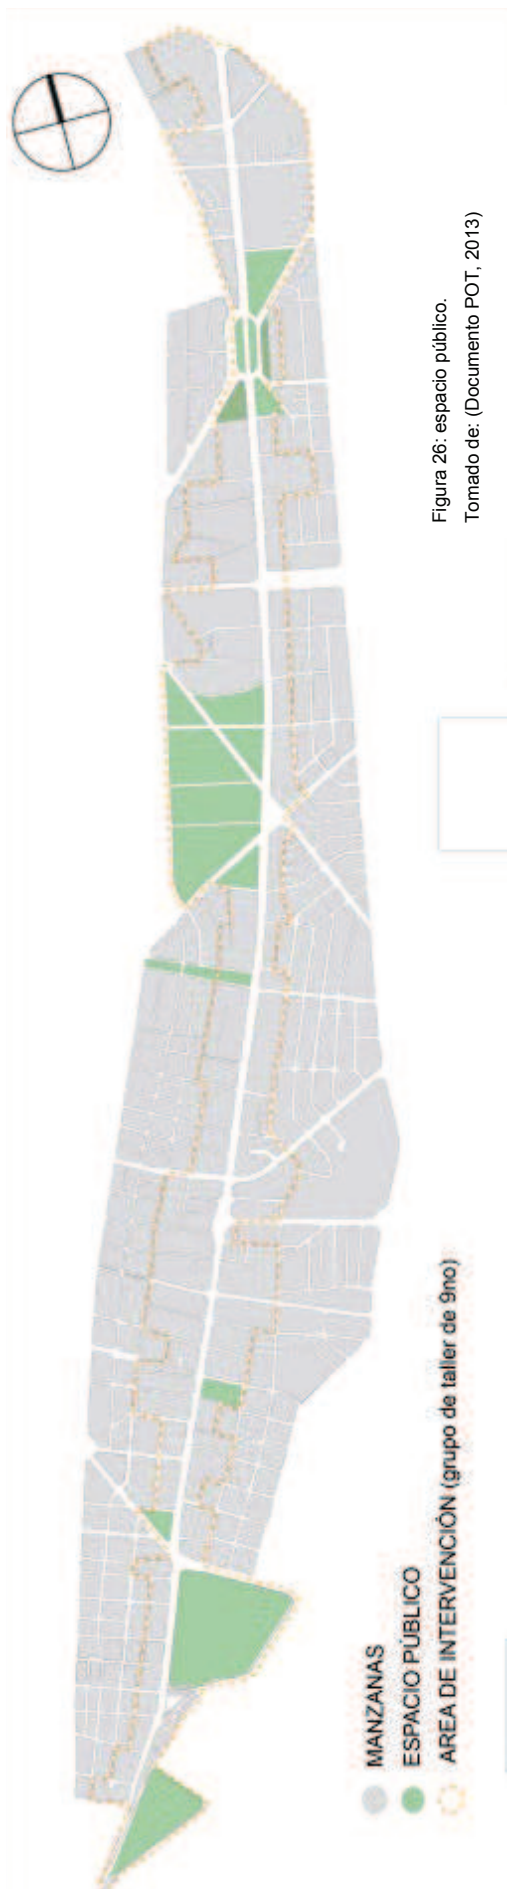 MANZANAS
ESPACIO PÚBLICO
AREA DE INTERVENCIÓN (grupo de taller de 9no)
Figura 26: espacio público.
Tomado de: (Documento POT, 2013)